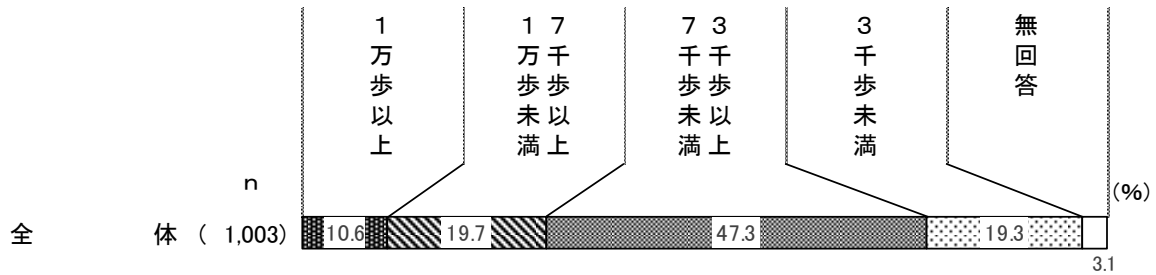 1万歩以上
7千歩以上
1万歩未満
3千歩以上
7千歩未満
3千歩未満
無回答
n
(%)
全 体 ( 1,003) 10.6 19.7 47.3 19.3
3.1